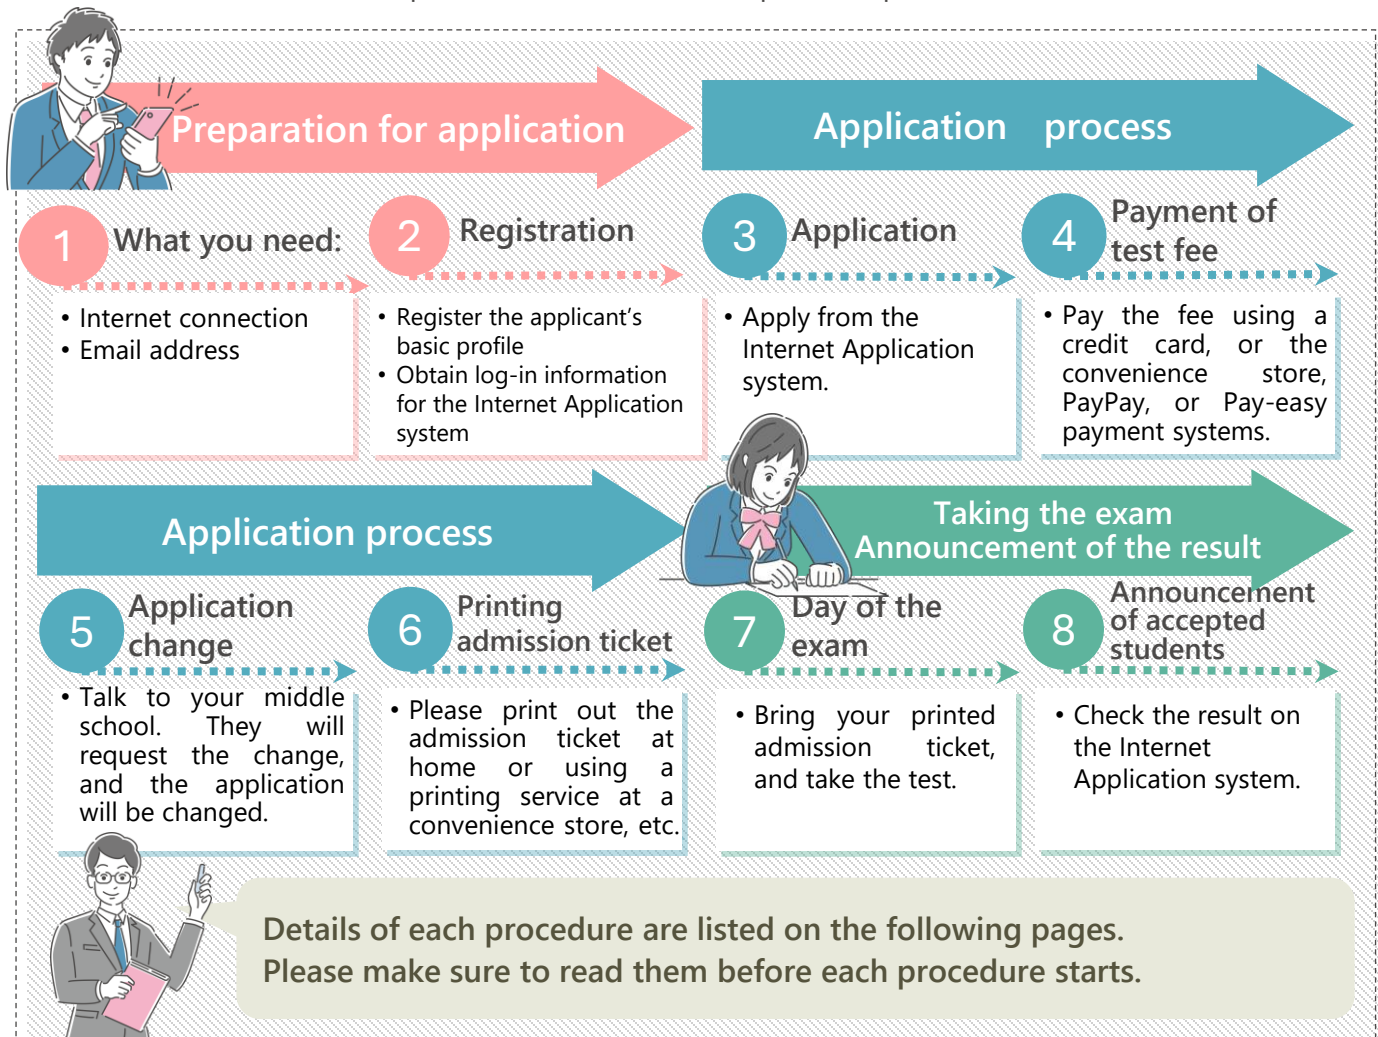 Preparation for application
Application process
1
What you need:
• Internet connection
• Email address
2
Registration
• Register the applicant's
basic profile
• Obtain log-in information
for the Internet Application
system
3
Application
• Apply from the
Internet Application
system.
4
Payment of
test fee
• Pay the fee using a
credit card, or the
convenience store,
PayPay, or Pay-easy
payment systems.
Application process
Taking the exam
Announcement of the result
5
Application
change
• Talk to your middle
school. They will
request the change,
and the application
will be changed.
6
Printing
admission ticket
• Please print out the
admission ticket at
home or using a
printing service at a
convenience store, etc.
7
Day of the
exam
• Bring your printed
admission ticket,
and take the test.
8
Announcement
of accepted
students
• Check the result on
the Internet
Application system.
Details of each procedure are listed on the following pages.
Please make sure to read them before each procedure starts.